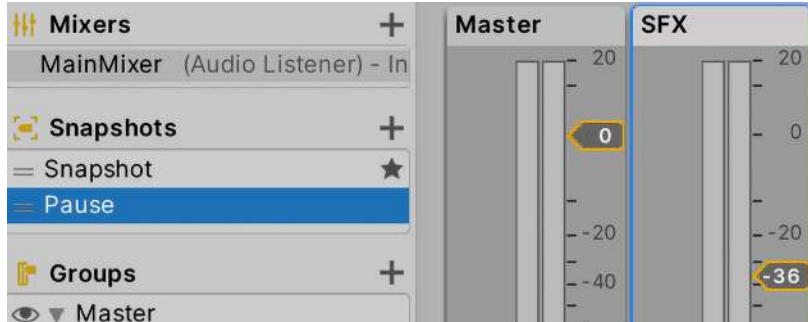 Mixers
MainMixer (Audio Listener) - In
Snapshots
Snapshot
Pause
Groups
Master
Master
20
0
-20
-40
SFX
20
0
-20
-36